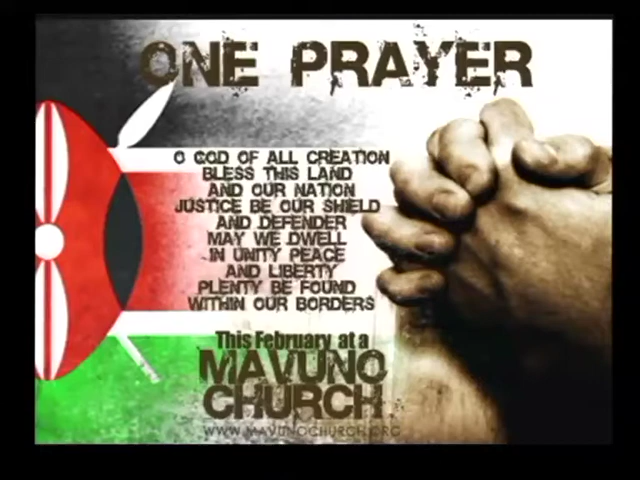 ONE PRAYER
O GOD OF ALL CREATION
BLESS THIS LAND
AND OUR NATION
JUSTICE BE OUR SHIELD
AND DEFENDER
MAY WE DWELL
IN UNITY PEACE
AND LIBERTY
PLENTY BE FOUND
WITHIN OUR BORDERS
This February at a
MAVUNO
CHURCH
WWW.MAVUNOCHURCH.ORG